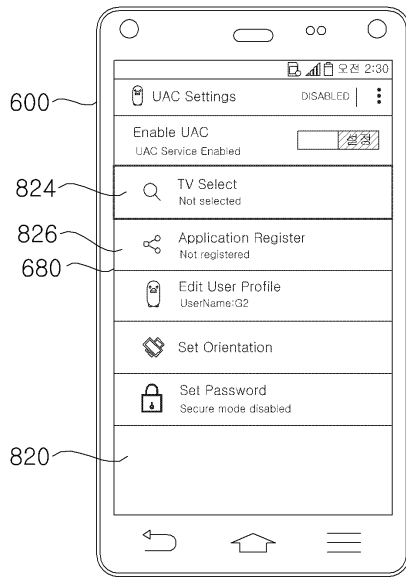 오전 2:30
600
UAC Settings DISABLED
Enable UAC
UAC Service Enabled
설정
824
TV Select
Not selected
826
Application Register
Not registered
680
Edit User Profile
UserName:G2
Set Orientation
Set Password
Secure mode disabled
820